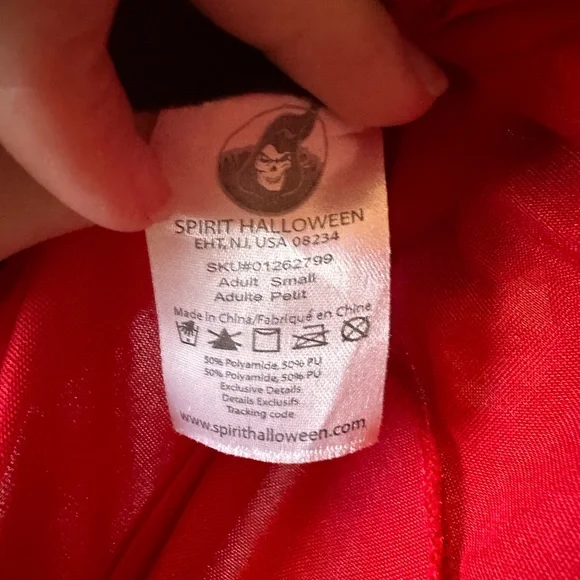 SPIRIT HALLOWEEN
EHT, NJ, USA 08234
SKU#01262799
Adult Small
Adulte Petit
Made in China/Fabriqué en Chine
50% Polyamide, 50% PU
50% Polyamide, 50% PU
Exclusive Details
Details Exclusifs
Tracking code
www.spirithalloween.com